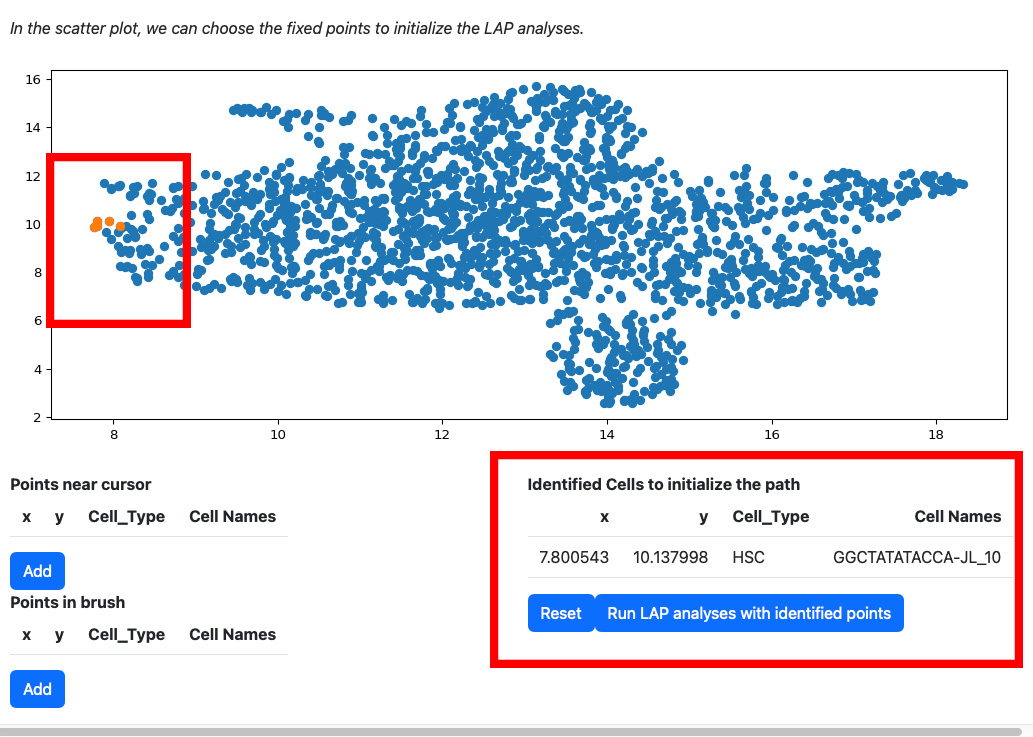 In the scatter plot, we can choose the fixed points to initialize the LAP analyses.
16
14
12
10
8
6
4
2
8 10 12 14 16 18
Points near cursor
x y Cell_Type Cell Names
Add
Points in brush
x y Cell_Type Cell Names
Add
Identified Cells to initialize the path
x y Cell_Type Cell Names
7.800543 10.137998 HSC GGCTATATACCA-JL_10
Reset Run LAP analyses with identified points